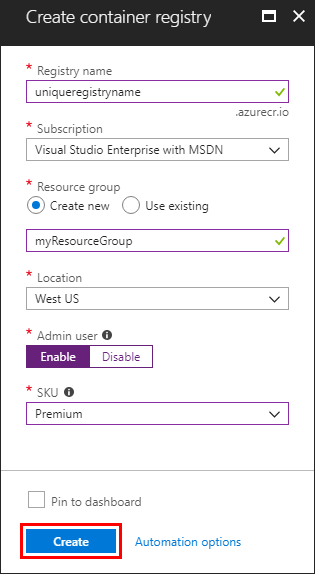 Create container registry
* Registry name
uniqueregistryname
.azurecr.io
* Subscription
Visual Studio Enterprise with MSDN
* Resource group
Create new Use existing
myResourceGroup
* Location
West US
* Admin user
Enable Disable
* SKU
Premium
Pin to dashboard
Create Automation options